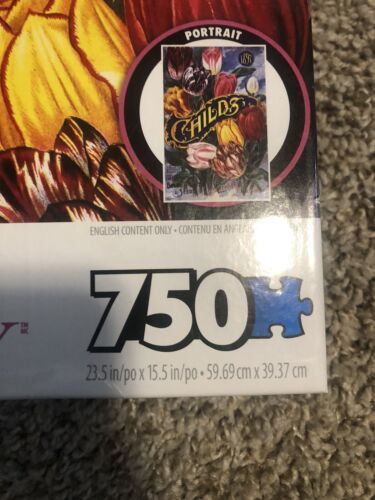 PORTRAIT
1896
CHILDS
ENGLISH CONTENT ONLY • CONTENU EN
750
23.5 in/po x 15.5 in/po • 59.69 cm x 39.37 cm